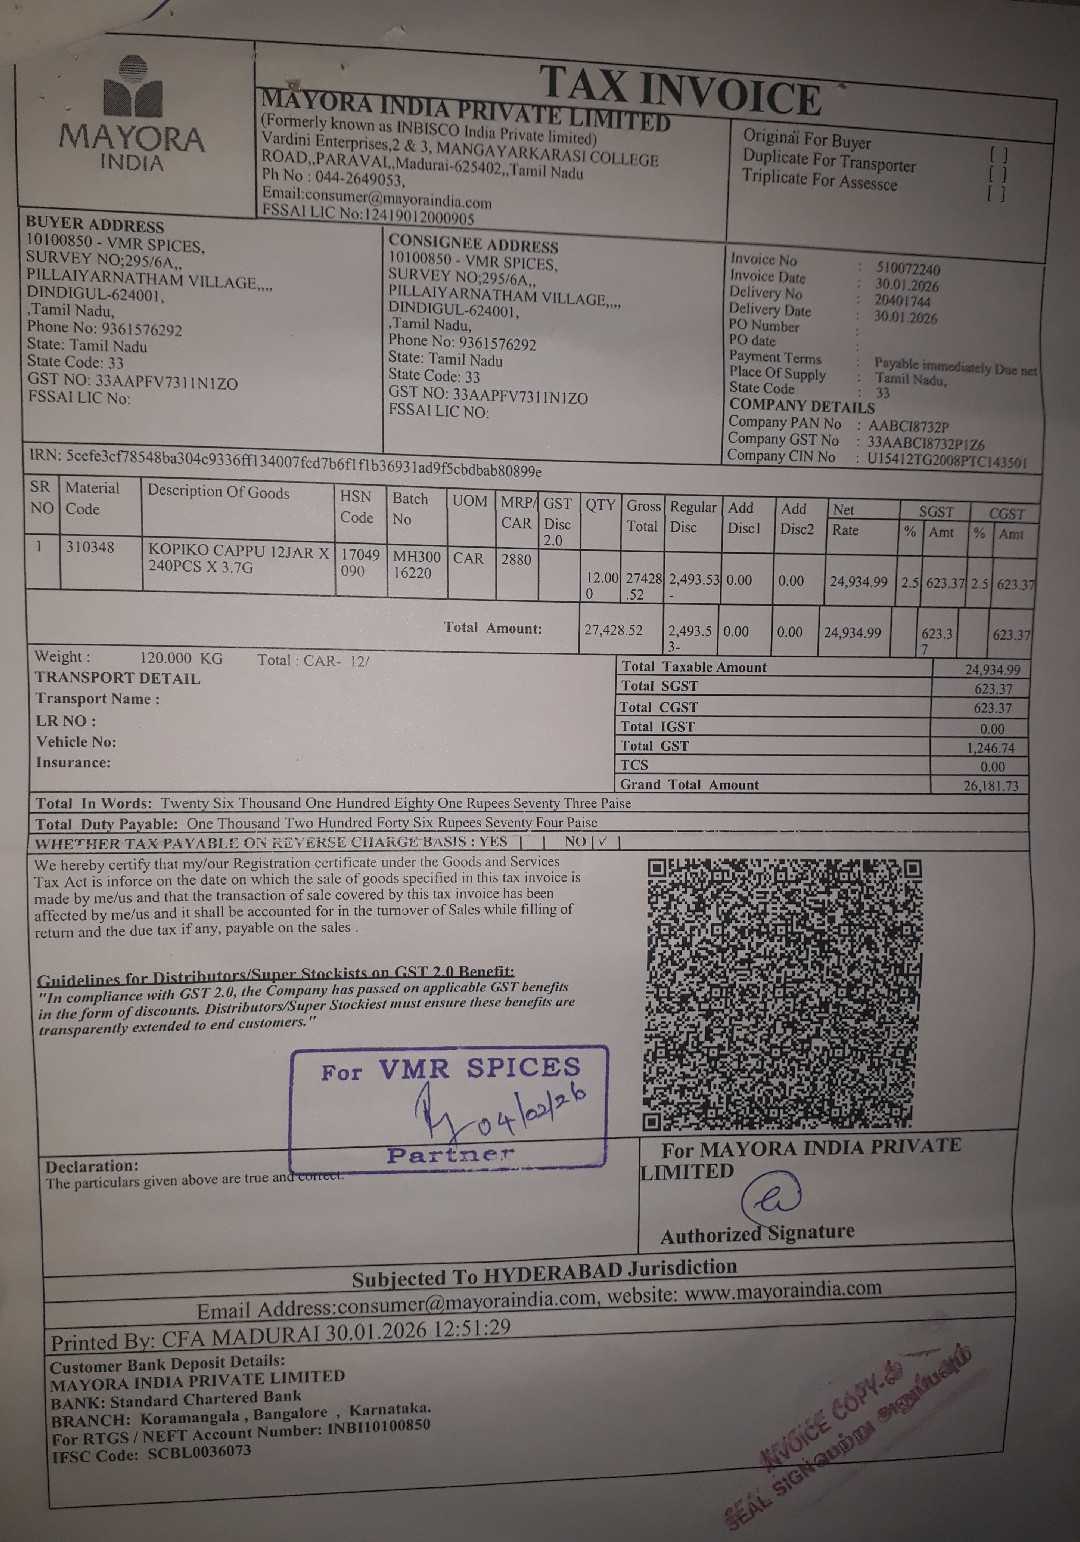 TAX INVOICE
MAYORA
INDIA
MAYORA INDIA PRIVATE LIMITED
(Formerly known as INBISCO India Private limited)
Vardini Enterprises,2 & 3, MANGAYARKARASI COLLEGE
ROAD,,PARAVAI,Madurai-625402,,Tamil Nadu
Ph No : 044-2649053,
Email:consumer@mayoraindia.com
FSSAI LIC No:12419012000905
Original For Buyer [ ]
Duplicate For Transporter [ ]
Triplicate For Assessce [ ]
BUYER ADDRESS
10100850 - VMR SPICES,
SURVEY NO;295/6A,,
PILLAIYARNATHAM VILLAGE,,,,
DINDIGUL-624001,
,Tamil Nadu,
Phone No: 9361576292
State: Tamil Nadu
State Code: 33
GST NO: 33AAPFV7311N1ZO
FSSAI LIC No:
CONSIGNEE ADDRESS
10100850 - VMR SPICES,
SURVEY NO;295/6A,,
PILLAIYARNATHAM VILLAGE,,,,
DINDIGUL-624001,
,Tamil Nadu,
Phone No: 9361576292
State: Tamil Nadu
State Code: 33
GST NO: 33AAPFV7311N1ZO
FSSAI LIC NO:
Invoice No : 510072240
Invoice Date : 30.01.2026
Delivery No : 20401744
Delivery Date : 30.01.2026
PO Number :
PO date :
Payment Terms : Payable immediately Due net
Place Of Supply : Tamil Nadu,
State Code : 33
COMPANY DETAILS
Company PAN No : AABCI8732P
Company GST No : 33AABCI8732P1Z6
Company CIN No : U15412TG2008PTC143501
IRN: 5cefe3cf78548ba304c9336ff134007fcd7b6f1f1b36931ad9f5cbdbab80899e
SR NO Material Code Description Of Goods HSN Code Batch No UOM MRP/ CAR GST Disc 2.0 QTY Gross Total Regular Disc Add Disc1 Add Disc2 Net Rate SGST % Amt CGST % Amt
1 310348 KOPIKO CAPPU 12JAR X 240PCS X 3.7G 17049 090 MH300 16220 CAR 2880 12.00 0 27428 .52 2,493.53 - 0.00 0.00 24,934.99 2.5 623.37 2.5 623.37
Total Amount: 27,428.52 2,493.5 3- 0.00 0.00 24,934.99 623.3 7 623.37
Weight : 120.000 KG Total : CAR- 12/
TRANSPORT DETAIL
Transport Name :
LR NO :
Vehicle No:
Insurance:
Total Taxable Amount 24,934.99
Total SGST 623.37
Total CGST 623.37
Total IGST 0.00
Total GST 1,246.74
TCS 0.00
Grand Total Amount 26,181.73
Total In Words: Twenty Six Thousand One Hundred Eighty One Rupees Seventy Three Paise
Total Duty Payable: One Thousand Two Hundred Forty Six Rupees Seventy Four Paise
WHETHER TAX PAYABLE ON REVERSE CHARGE BASIS : YES | | NO |√ |
We hereby certify that my/our Registration certificate under the Goods and Services
Tax Act is inforce on the date on which the sale of goods specified in this tax invoice is
made by me/us and that the transaction of sale covered by this tax invoice has been
affected by me/us and it shall be accounted for in the turnover of Sales while filling of
return and the due tax if any, payable on the sales .
Guidelines for Distributors/Super Stockists on GST 2.0 Benefit:
"In compliance with GST 2.0, the Company has passed on applicable GST benefits
in the form of discounts. Distributors/Super Stockiest must ensure these benefits are
transparently extended to end customers."
For VMR SPICES
04/02/26
Partner
Declaration:
The particulars given above are true and correct.
For MAYORA INDIA PRIVATE
LIMITED
Authorized Signature
Subjected To HYDERABAD Jurisdiction
Email Address:consumer@mayoraindia.com, website: www.mayoraindia.com
Printed By: CFA MADURAI 30.01.2026 12:51:29
Customer Bank Deposit Details:
MAYORA INDIA PRIVATE LIMITED
BANK: Standard Chartered Bank
BRANCH: Koramangala , Bangalore , Karnataka.
For RTGS / NEFT Account Number: INBI10100850
IFSC Code: SCBL0036073
INVOICE COPY-ல்
SEAL SIGN பெற்று அனுப்பவும்